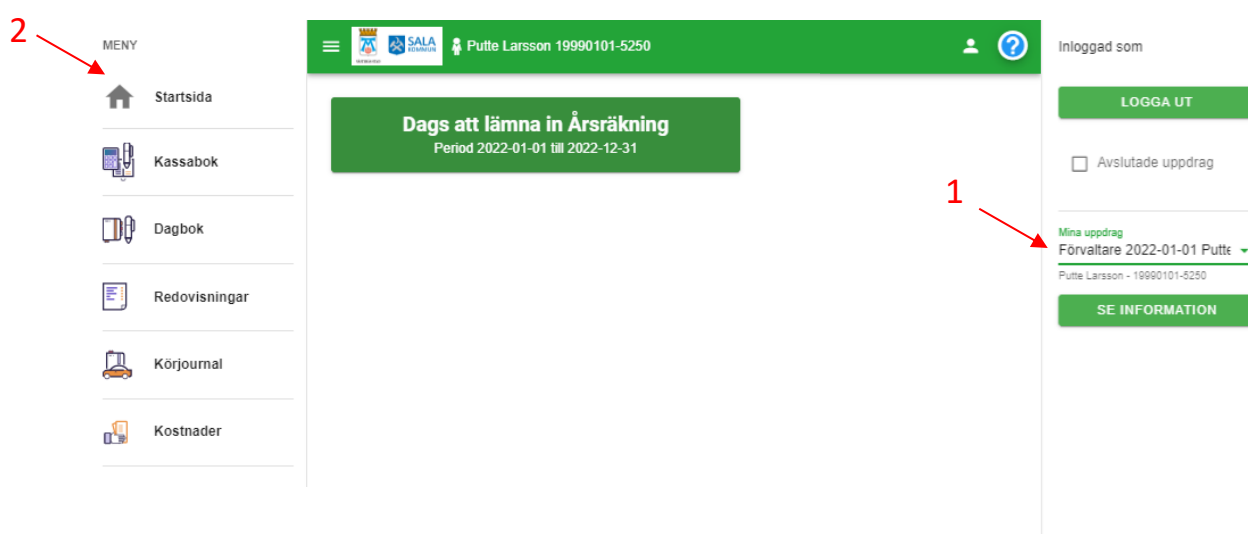 2
MENY
Startsida
Kassabok
Dagbok
Redovisningar
Körjournal
Kostnader
SALA
KOMMUN
Putte Larsson 19990101-5250
?
Dags att lämna in Årsräkning
Period 2022-01-01 till 2022-12-31
1
Inloggad som
LOGGA UT
Avslutade uppdrag
Mina uppdrag
Förvaltare 2022-01-01 Putte
Putte Larsson - 19990101-5250
SE INFORMATION